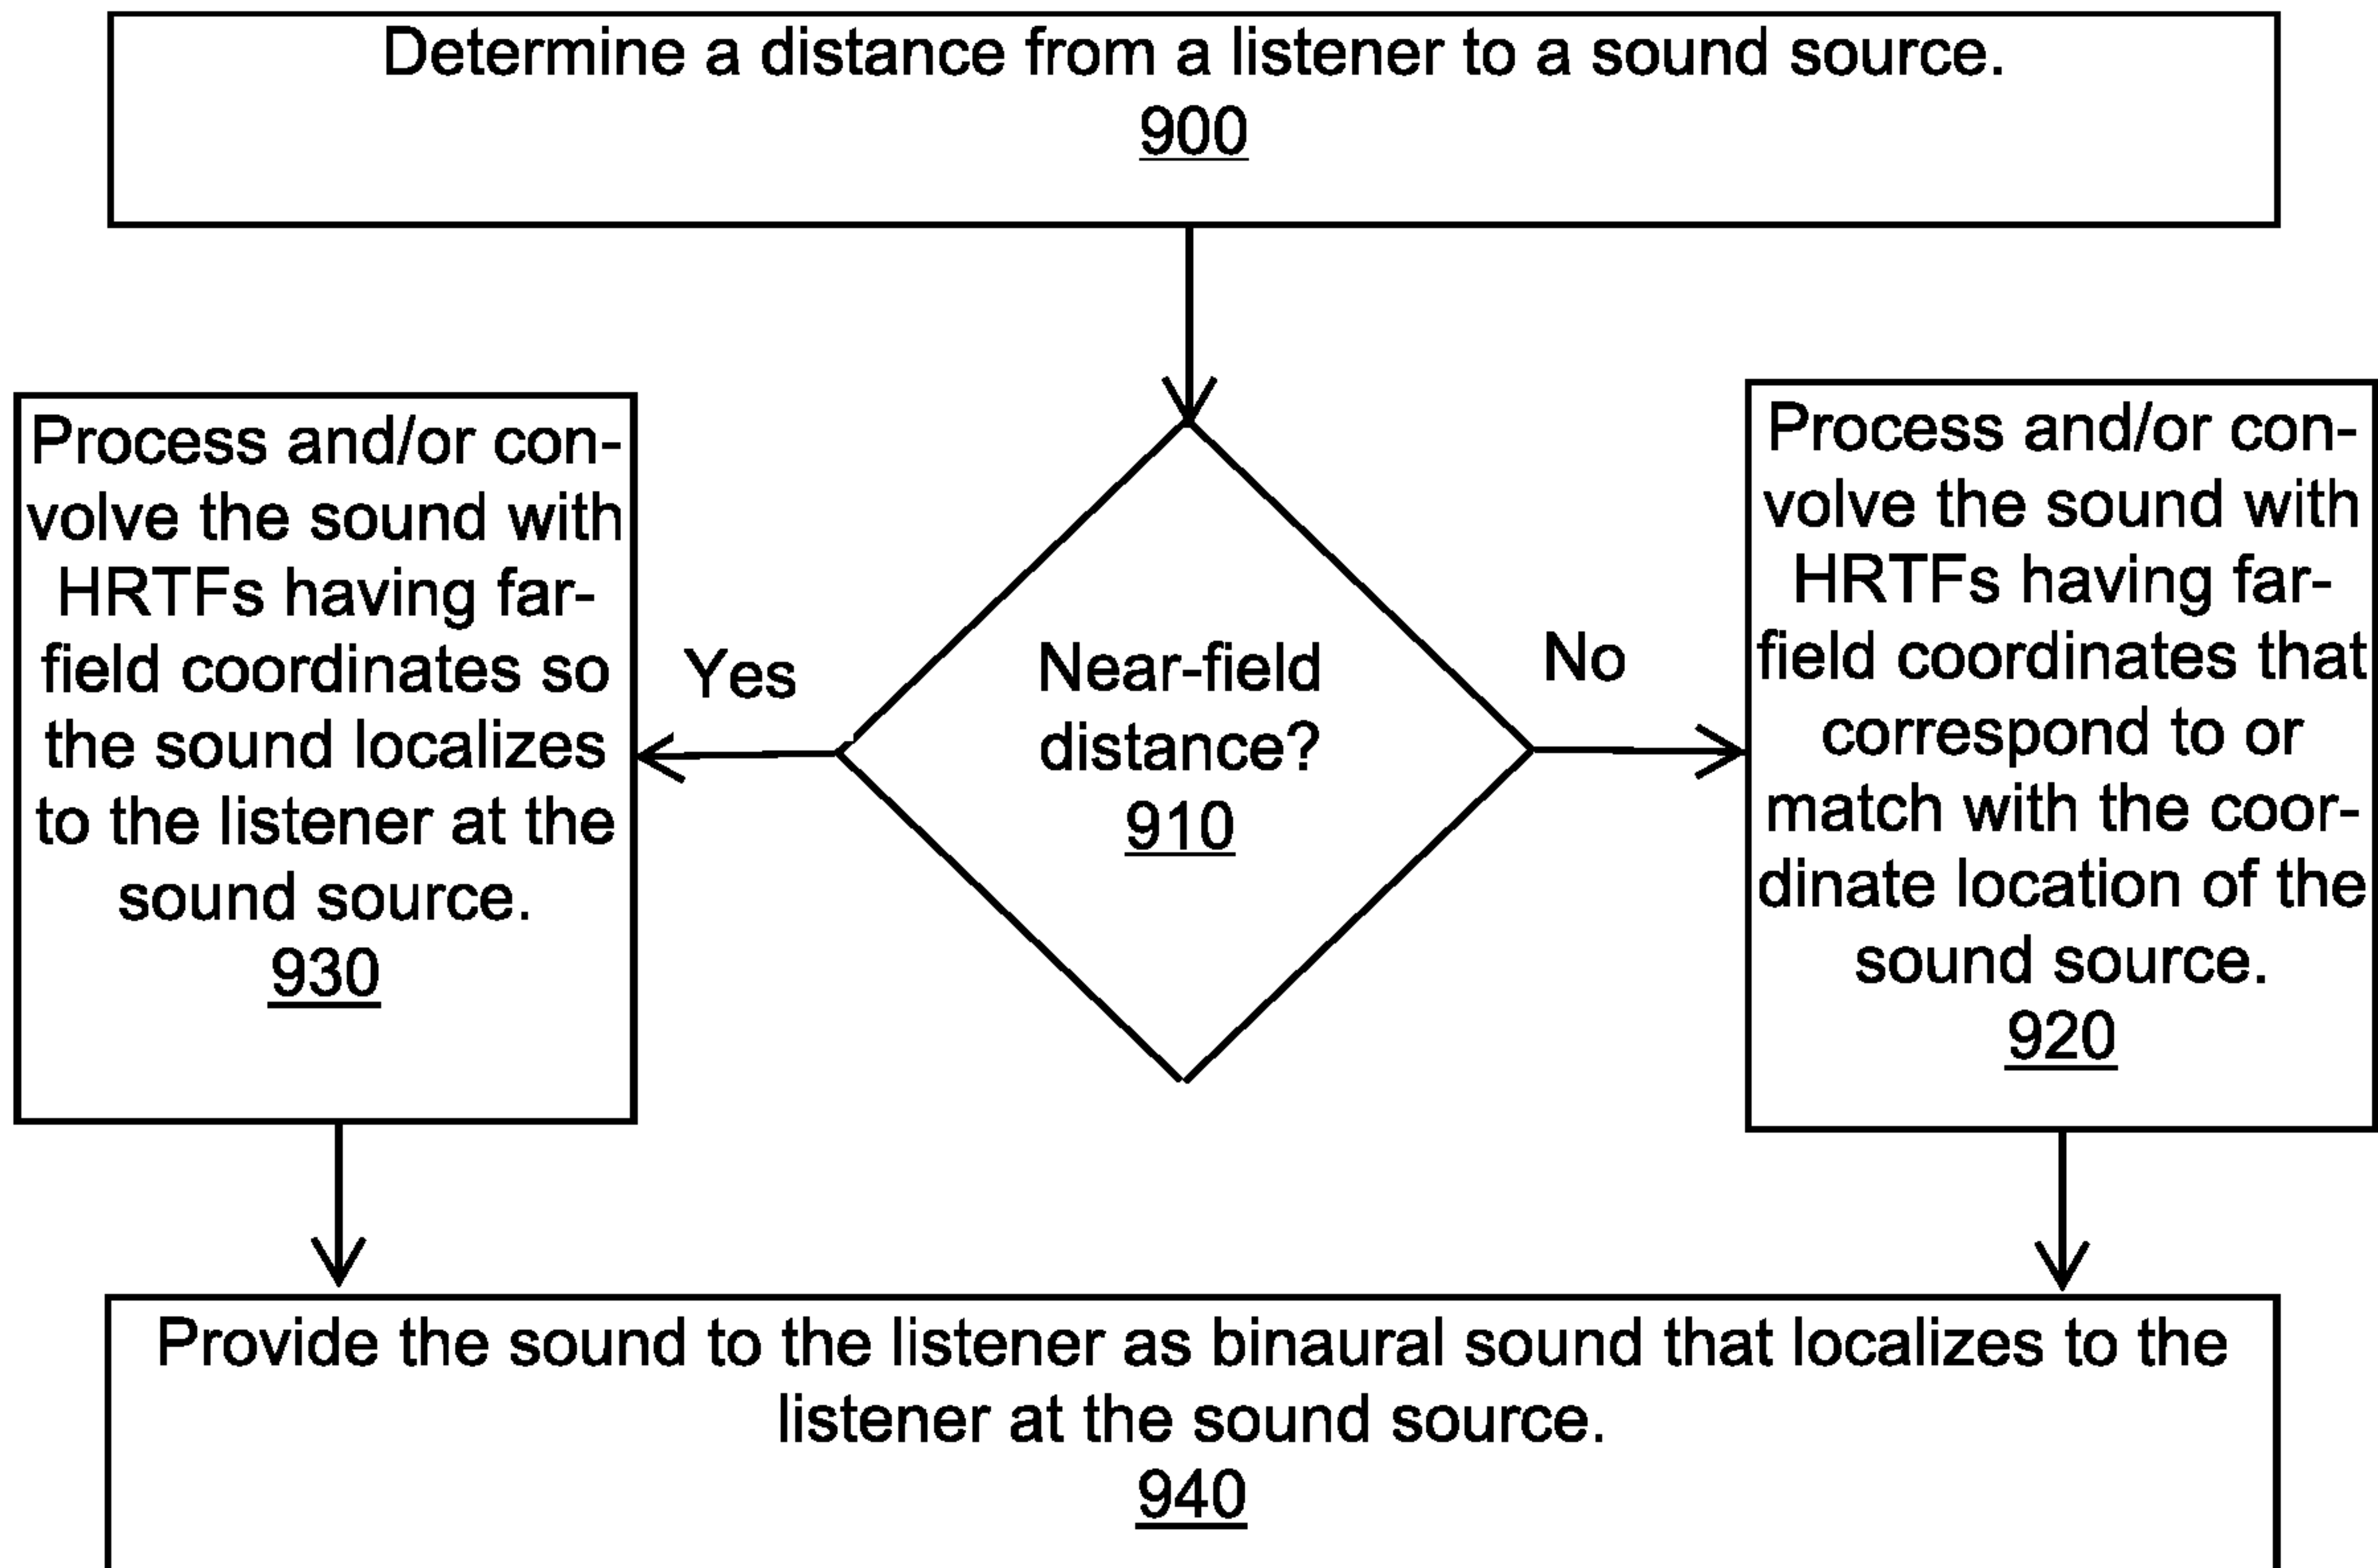 Determine a distance from a listener to a sound source.
900
Process and/or con-
volve the sound with
HRTFs having far-
field coordinates so
the sound localizes
to the listener at the
sound source.
930
Yes
Near-field
distance?
910
No
Process and/or con-
volve the sound with
HRTFs having far-
field coordinates that
correspond to or
match with the coor-
dinate location of the
sound source.
920
Provide the sound to the listener as binaural sound that localizes to the
listener at the sound source.
940